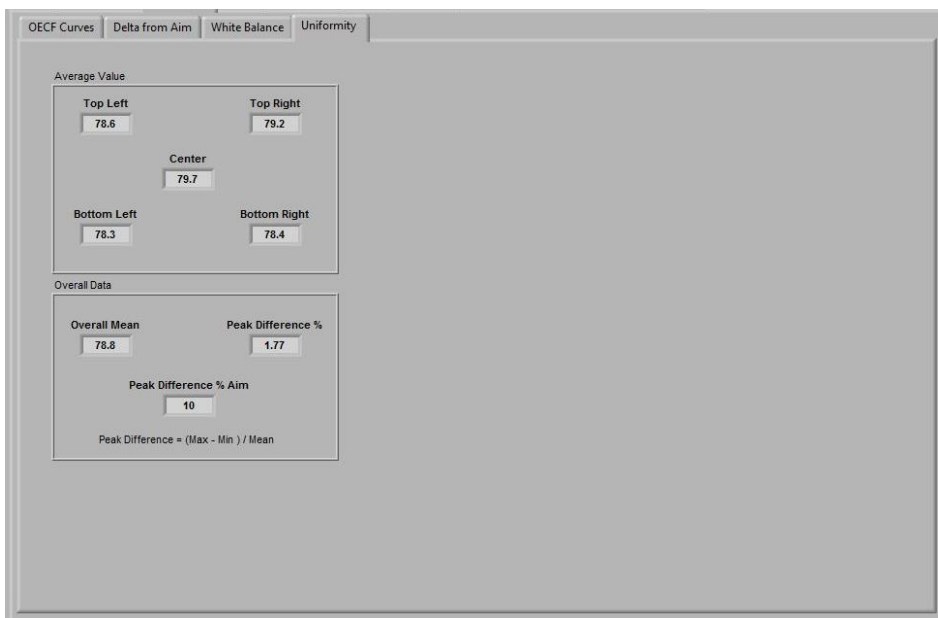 OECF Curves Delta from Aim White Balance Uniformity
Average Value
Top Left Top Right
78.6 79.2
Center
79.7
Bottom Left Bottom Right
78.3 78.4
Overall Data
Overall Mean Peak Difference %
78.8 1.77
Peak Difference % Aim
10
Peak Difference = (Max - Min ) / Mean